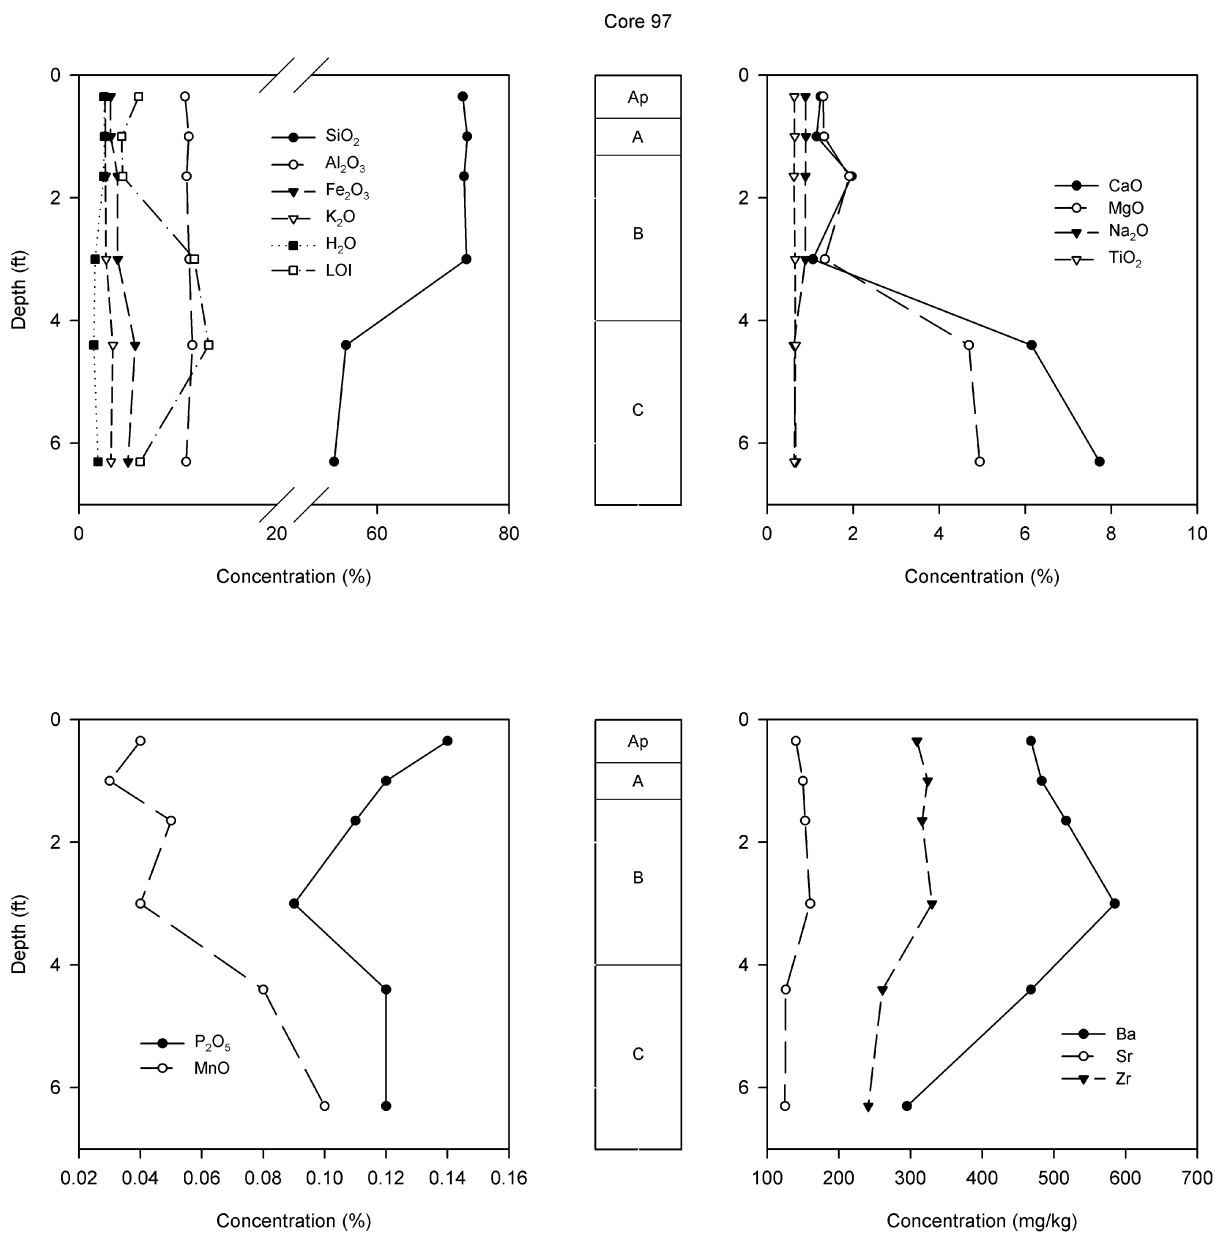 Core 97
0
2
4
6
Depth (ft)
SiO2
Al2O3
Fe2O3
K2O
H2O
LOI
0 20 60 80
Concentration (%)
Ap
A
B
C
0
2
4
6
CaO
MgO
Na2O
TiO2
0 2 4 6 8 10
Concentration (%)
0
2
4
6
Depth (ft)
P2O5
MnO
0.02 0.04 0.06 0.08 0.10 0.12 0.14 0.16
Concentration (%)
Ap
A
B
C
0
2
4
6
Ba
Sr
Zr
100 200 300 400 500 600 700
Concentration (mg/kg)